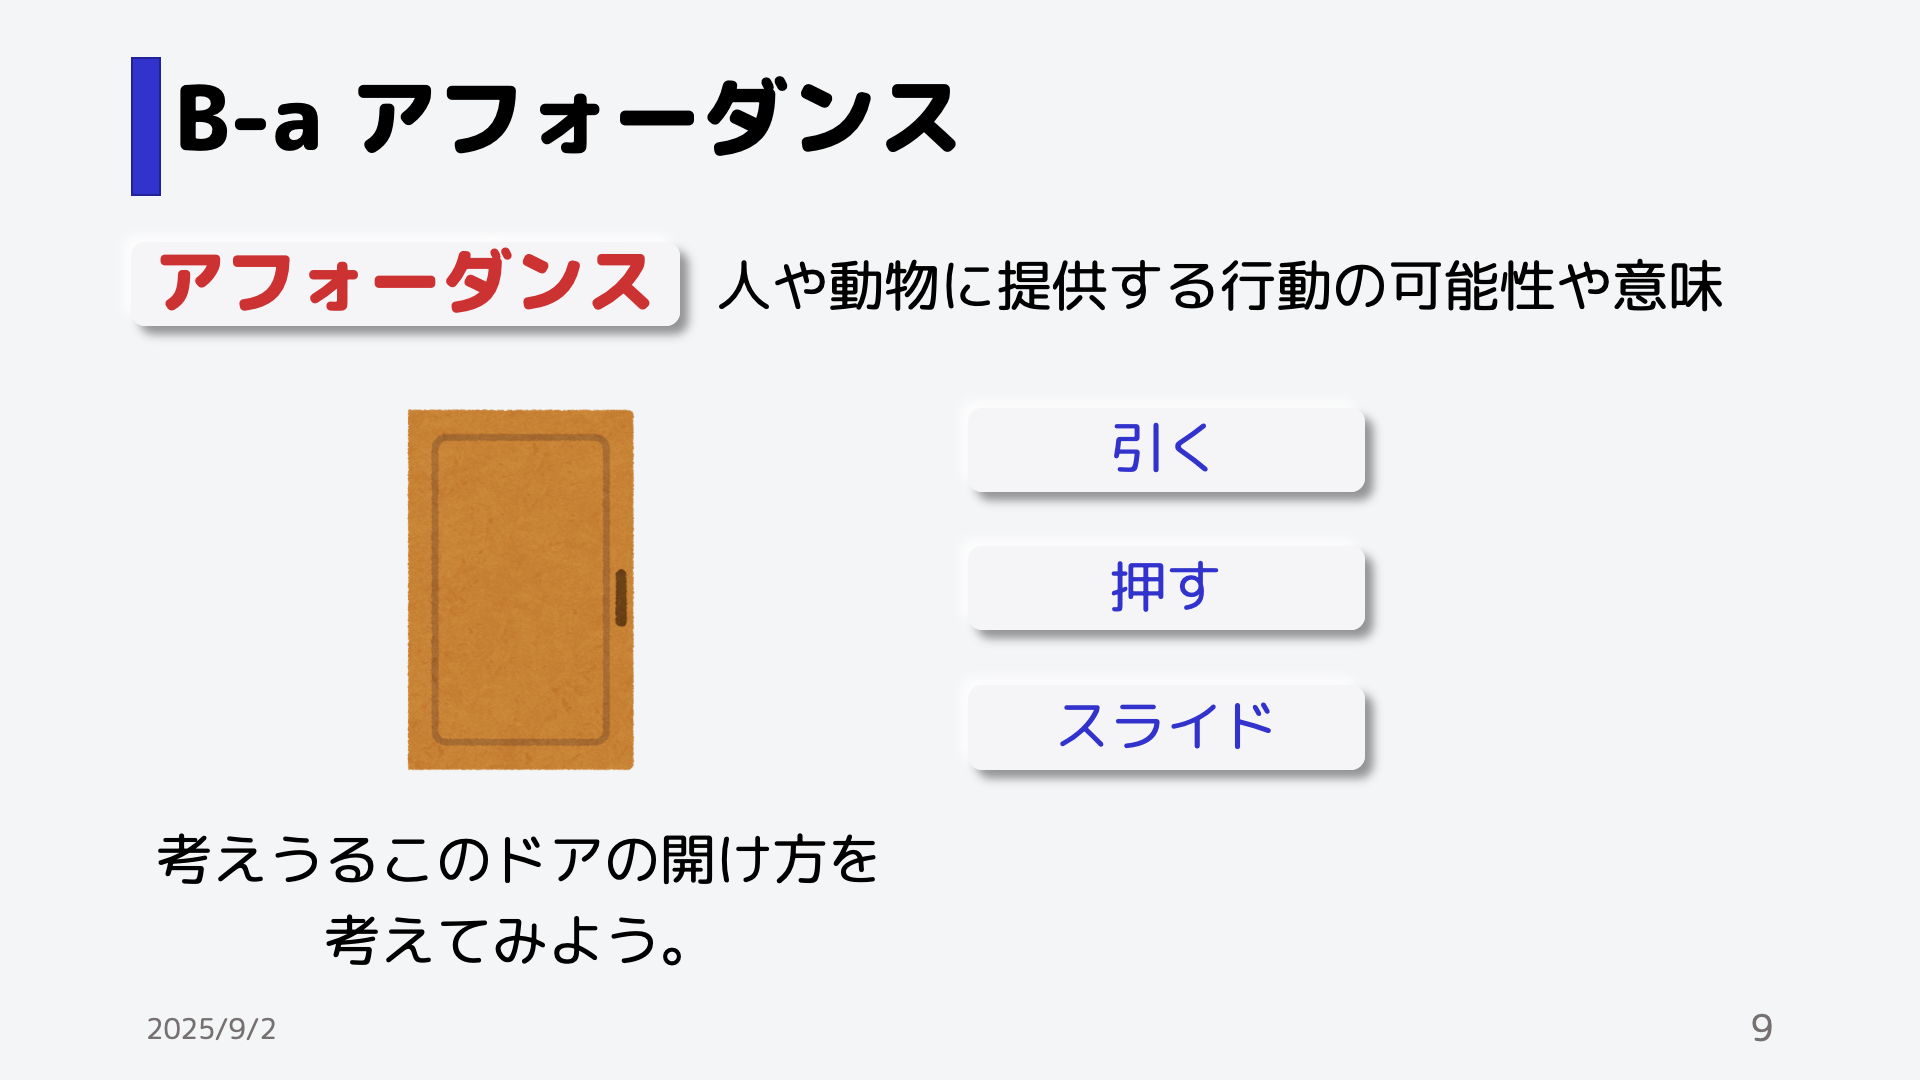 B-a アフォーダンス
アフォーダンス 人や動物に提供する行動の可能性や意味
引く
押す
スライド
考えうるこのドアの開け方を
考えてみよう。
2025/9/2
9